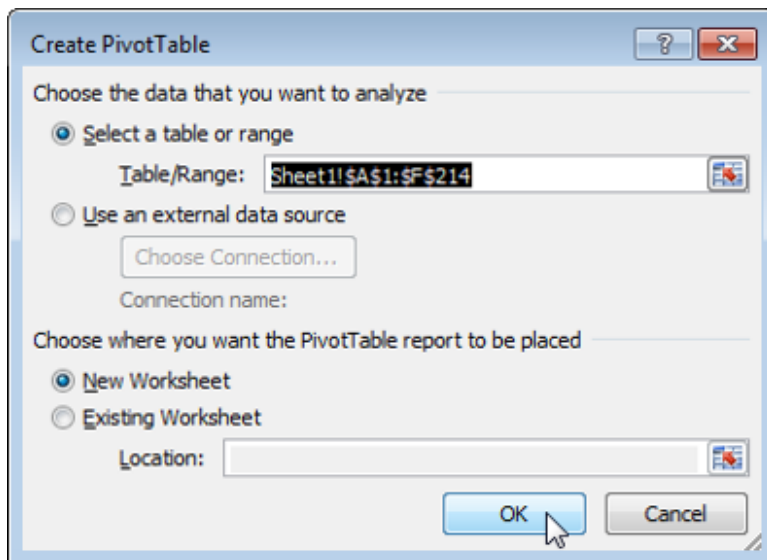 Create PivotTable
Choose the data that you want to analyze
Select a table or range
Table/Range: Sheet1!$A$1:$F$214
Use an external data source
Choose Connection...
Connection name:
Choose where you want the PivotTable report to be placed
New Worksheet
Existing Worksheet
Location:
OK Cancel